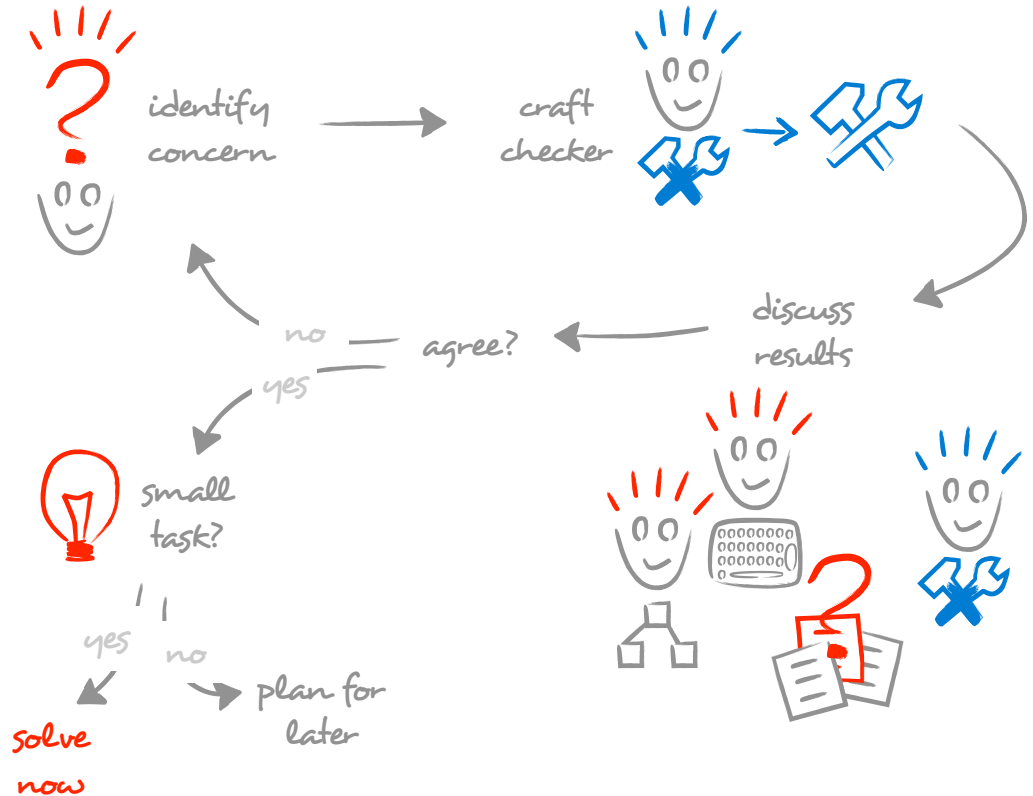 identify
concern
craft
checker
discuss
results
agree?
no
yes
small
task?
yes
no
plan for
later
solve
now